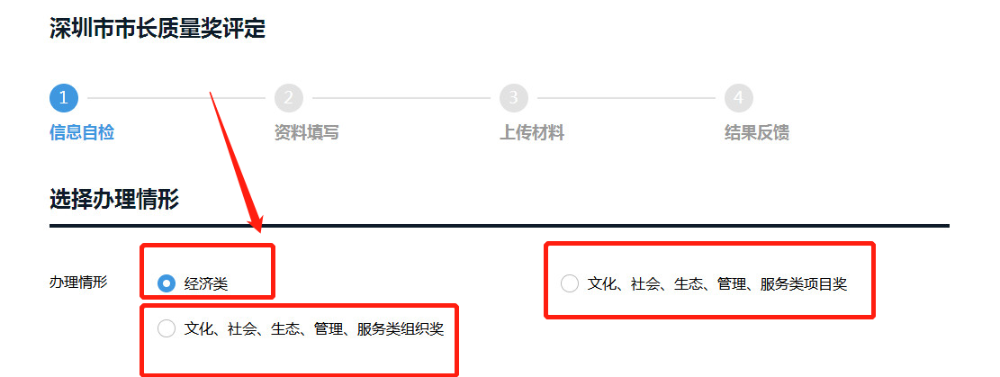 深圳市市长质量奖评定
1 2 3 4
信息自检 资料填写 上传材料 结果反馈
选择办理情形
办理情形 经济类 文化、社会、生态、管理、服务类项目奖
文化、社会、生态、管理、服务类组织奖